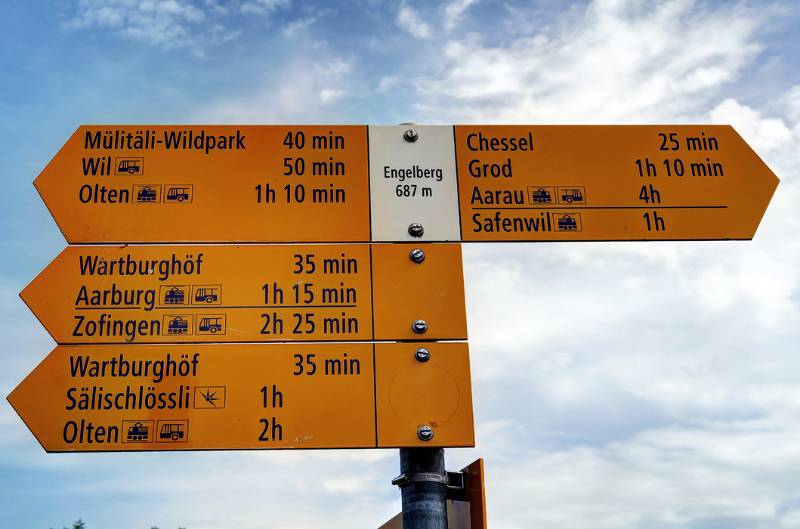 Mülitäli-Wildpark 40 min
Wil 50 min
Olten 1h 10 min
Engelberg
687 m
Chessel 25 min
Grod 1h 10 min
Aarau 4h
Safenwil 1h
Wartburghöf 35 min
Aarburg 1h 15 min
Zofingen 2h 25 min
Wartburghöf 35 min
Sälischlössli 1h
Olten 2h